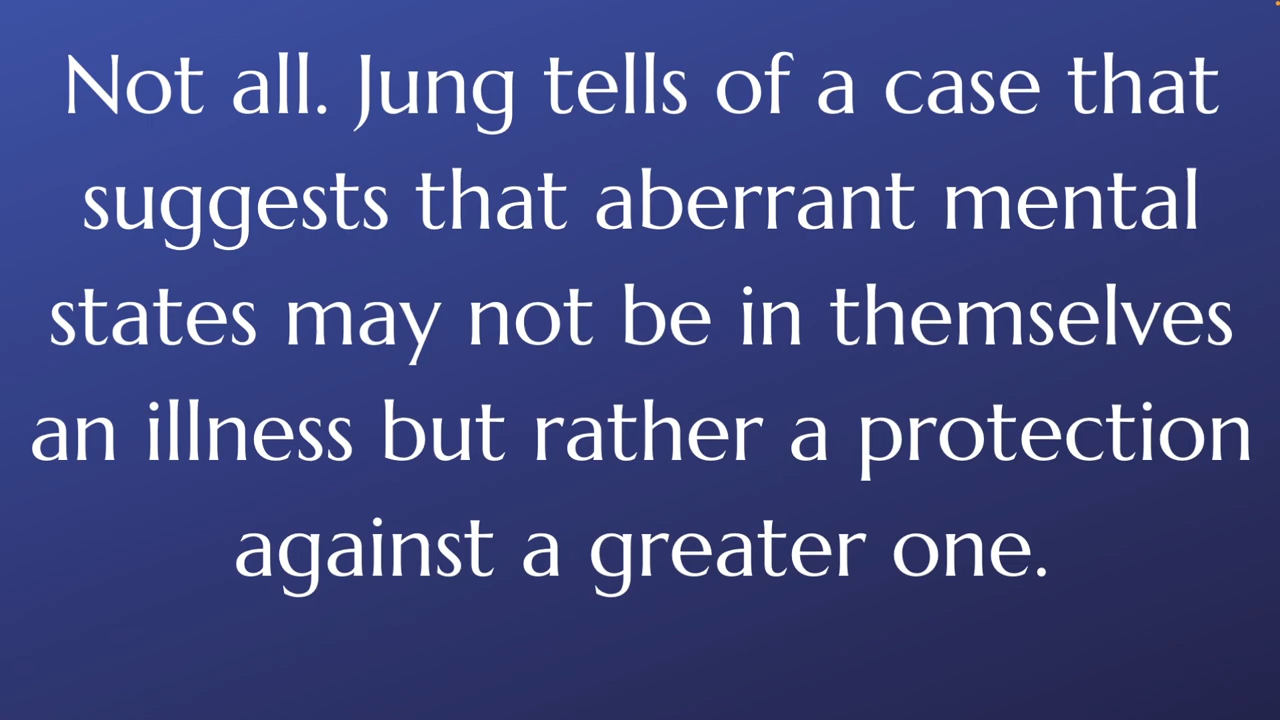 Not all. Jung tells of a case that
suggests that aberrant mental
states may not be in themselves
an illness but rather a protection
against a greater one.